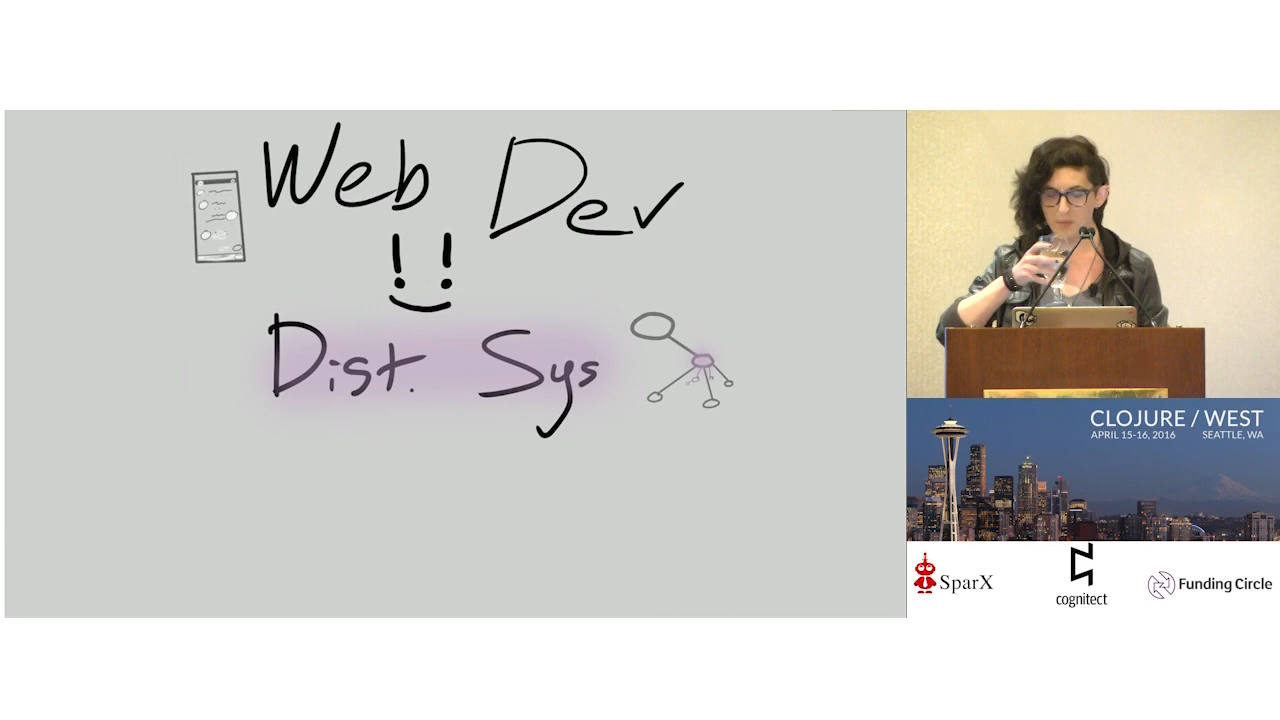 Web Dev
!!
Dist. Sys
CLOJURE / WEST
APRIL 15-16, 2016 SEATTLE, WA
SparX
cognitect
Funding Circle